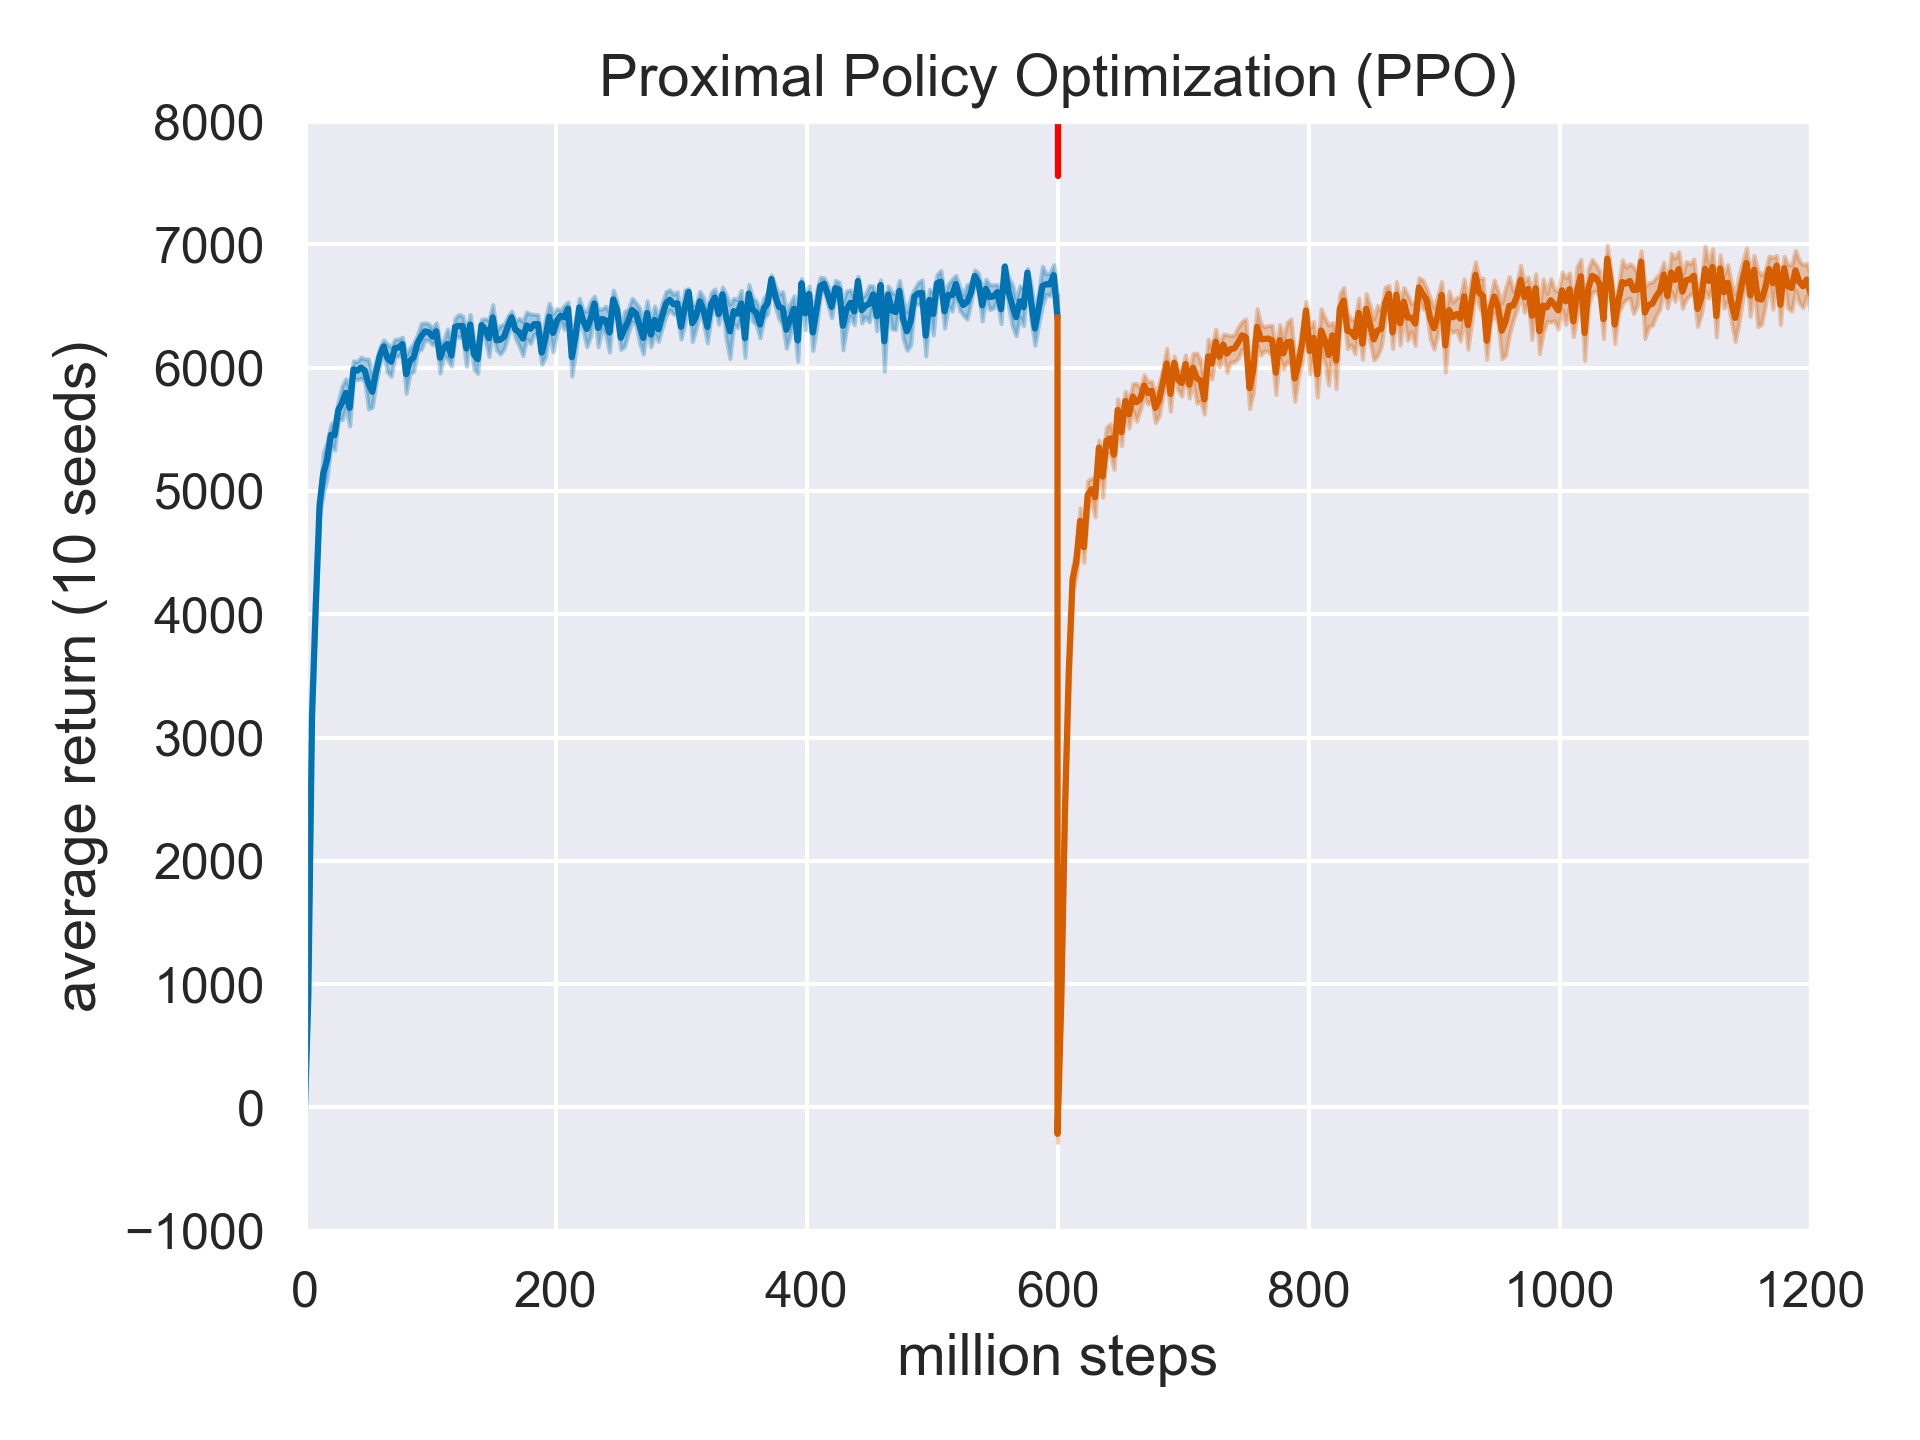 Proximal Policy Optimization (PPO)
8000
7000
6000
5000
4000
3000
2000
1000
0
−1000
average return (10 seeds)
0 200 400 600 800 1000 1200
million steps